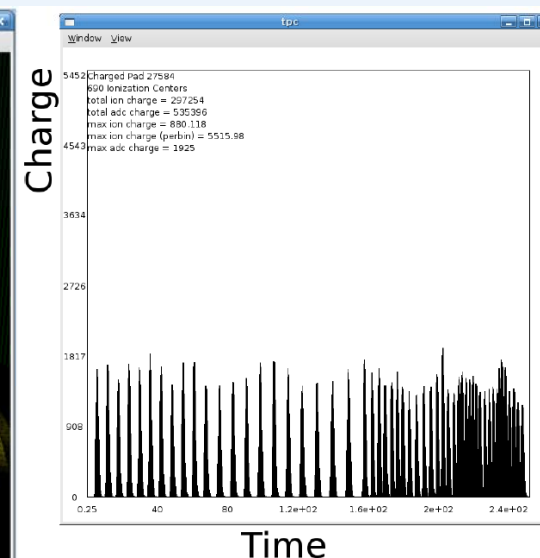 tpc
Window View
Charge
5452
Charged Pad 27584
690 Ionization Centers
total ion charge = 297254
total adc charge = 535396
max ion charge = 880.118
max ion charge (perbin) = 5515.98
max adc charge = 1925
4543
3634
2726
1817
908
0
0.25 40 80 1.2e+02 1.6e+02 2e+02 2.4e+02
Time